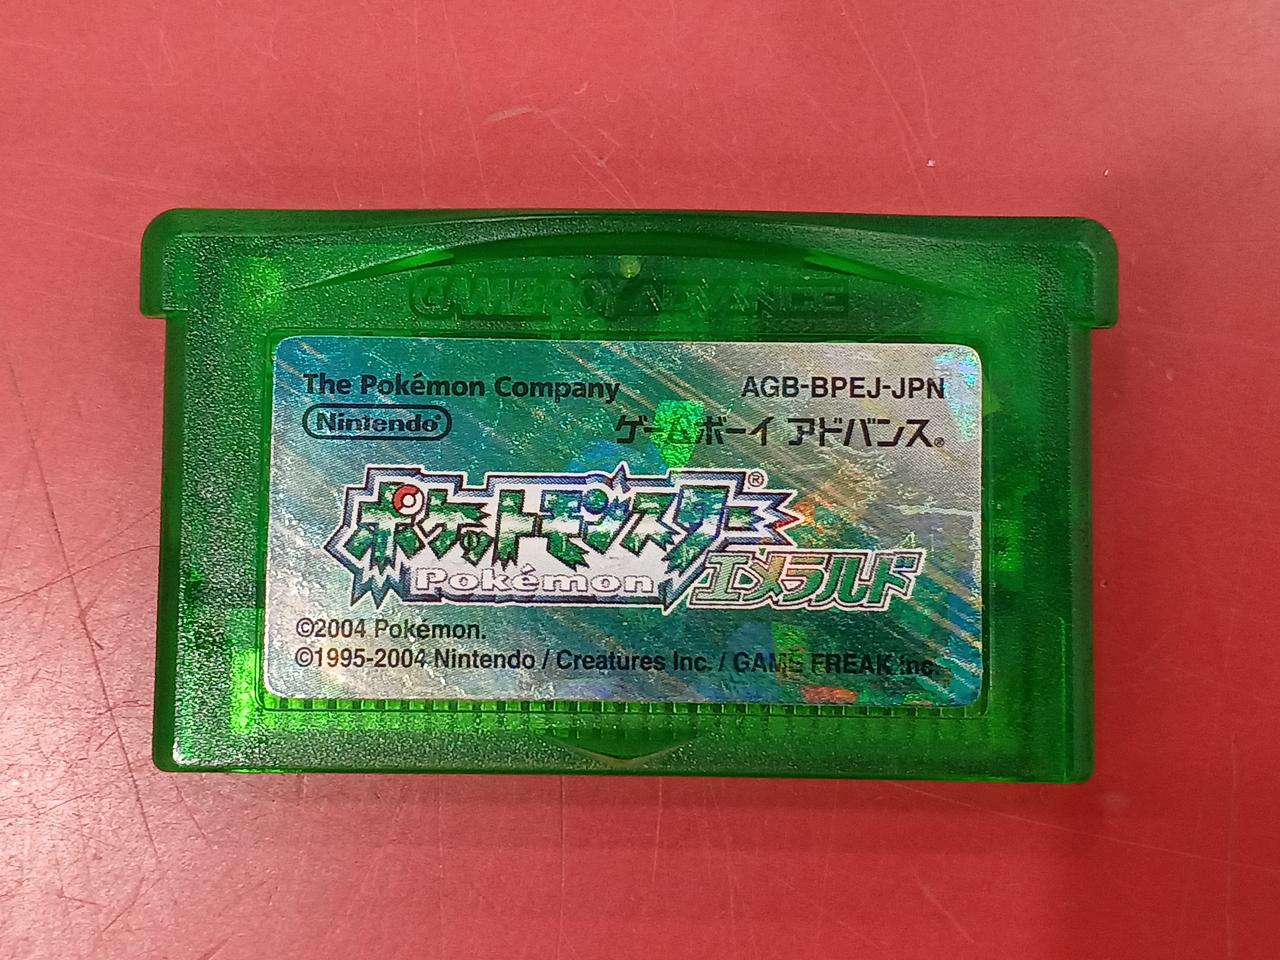 GAME BOY ADVANCE
The Pokémon Company
AGB-BPEJ-JPN
Nintendo®
ゲームボーイ アドバンス®
ポケットモンスター®
Pokémon
エメラルド
©2004 Pokémon.
©1995-2004 Nintendo / Creatures Inc. / GAME FREAK inc.